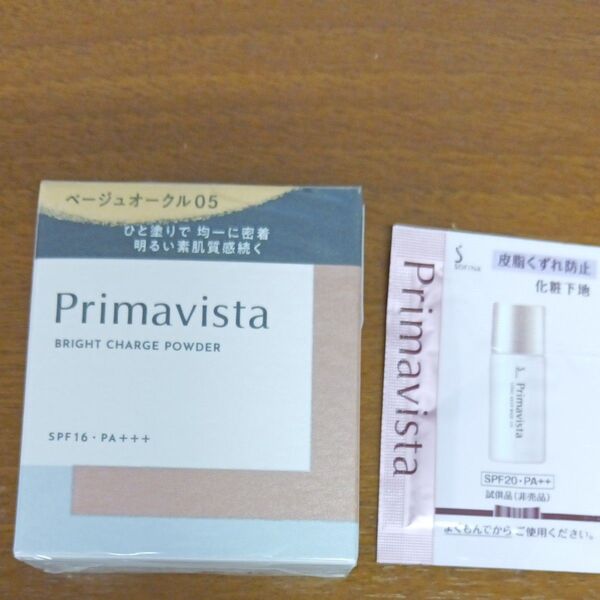 ベージュオークル05
ひと塗りで 均一に密着
明るい素肌質感続く
Primavista
BRIGHT CHARGE POWDER
SPF16・PA+++
Primavista
SOFINA
皮脂くずれ防止
化粧下地
Primavista
SPF20・PA++
試供品(非売品)
よくもんでから ご使用ください。